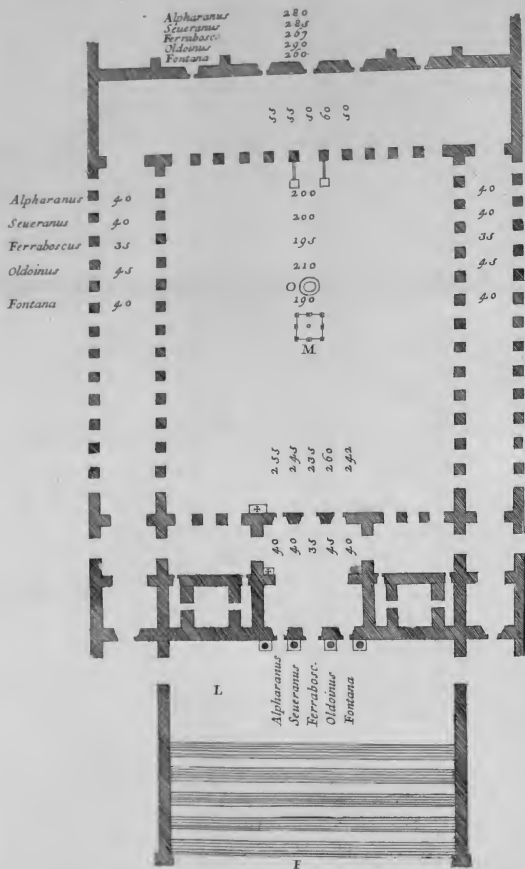 Alpharanus 280
Seueranus 285
Ferrabosc. 267
Oldoinus 290
Fontana 260
55 55 50 60 50
Alpharanus 40
Seueranus 40
Ferraboscus 35
Oldoinus 45
Fontana 40
200
200
195
210
O
190
M
40
40
35
45
40
255 245 235 260 242
40 40 35 45 40
Alpharanus
Seueranus
Ferrabosc.
Oldoinus
Fontana
L